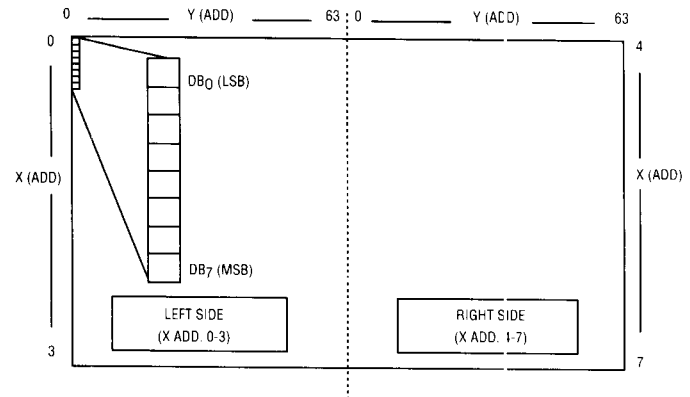 0 Y (ADD) 63 0 Y (ADD) 63
0 4
DB0 (LSB)
X (ADD) X (ADD)
DB7 (MSB)
LEFT SIDE RIGHT SIDE
(X ADD. 0-3) (X ADD. 4-7)
3 7